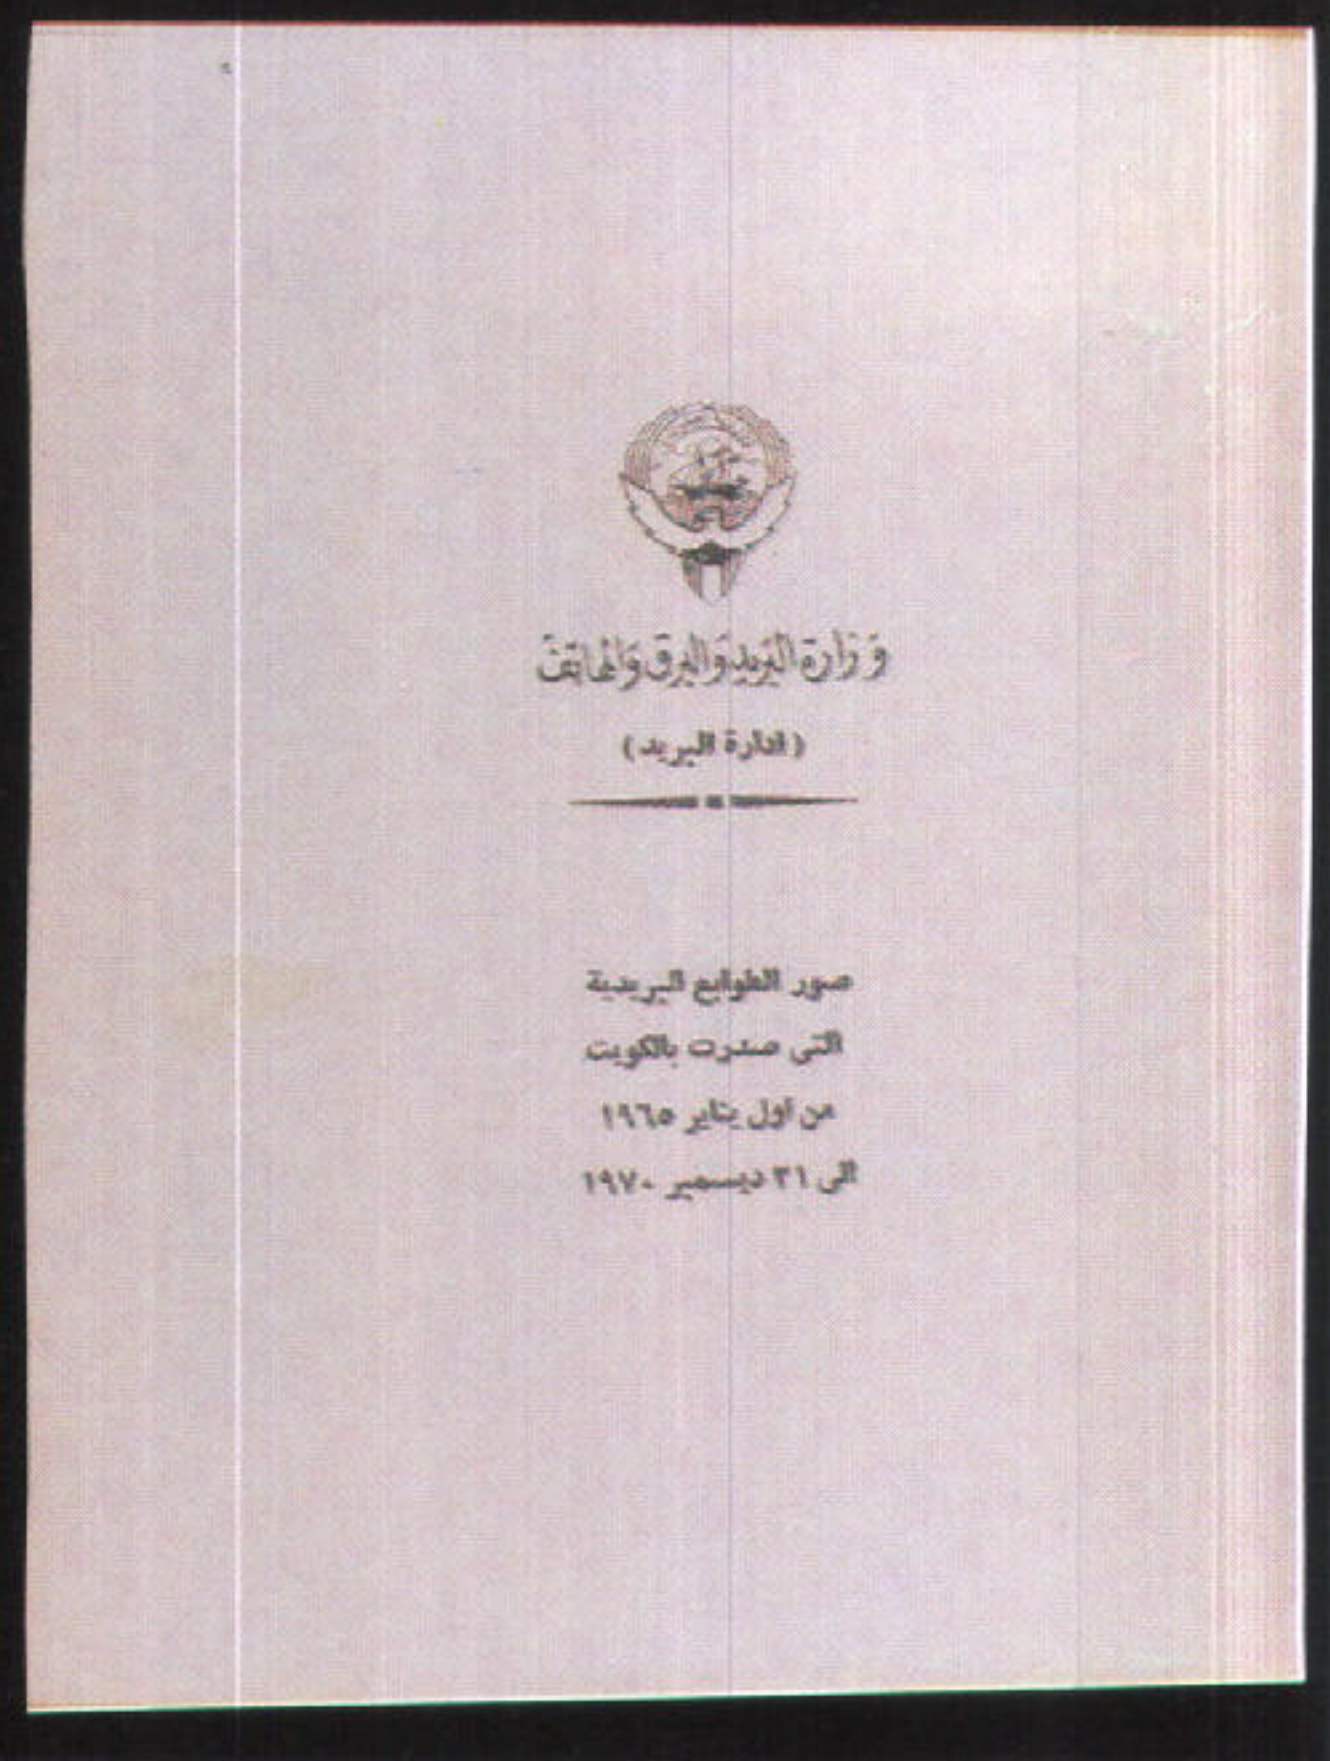 وزارة البريد والبرق والهاتف
( ادارة البريد )
صور الطوابع البريدية
التى صدرت بالكويت
من أول يناير ١٩٦٥
الى ٣١ ديسمبر ١٩٧٠